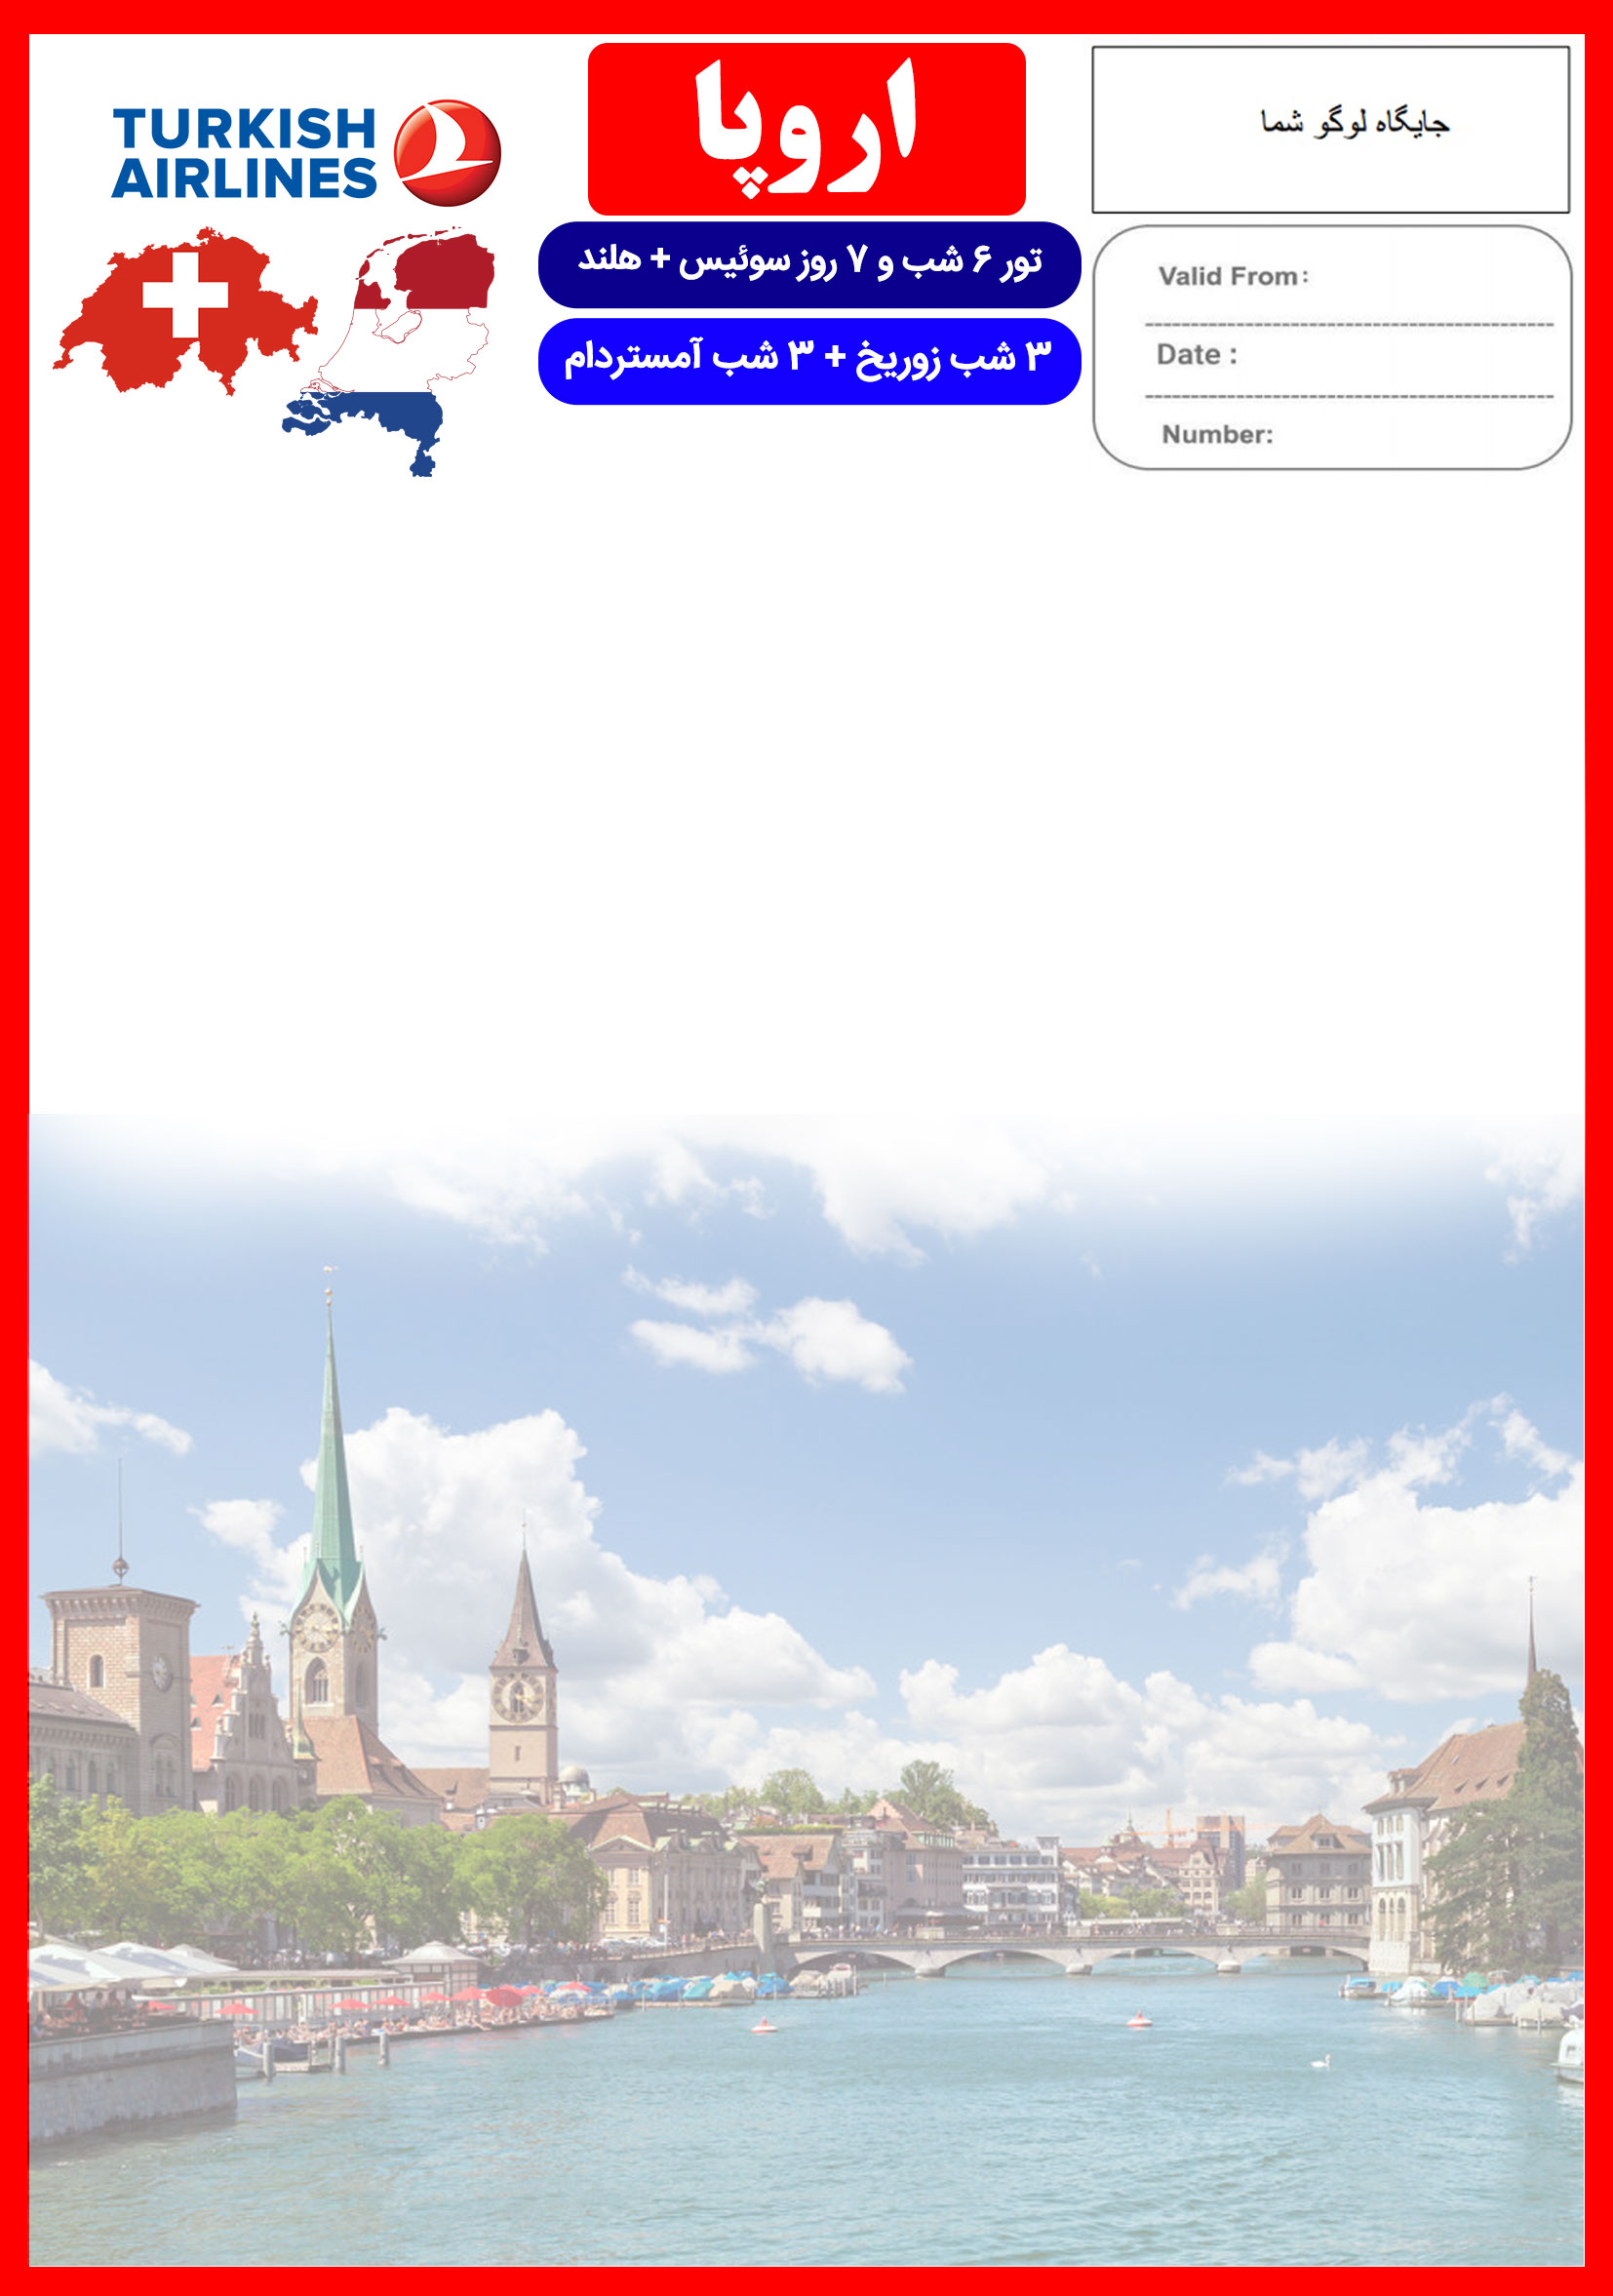 اروپا
تور ۶ شب و ۷ روز سوئیس + هلند
۳ شب زوریخ + ۳ شب آمستردام
جایگاه لوگو شما
Valid From:
Date :
Number:
TURKISH
AIRLINES